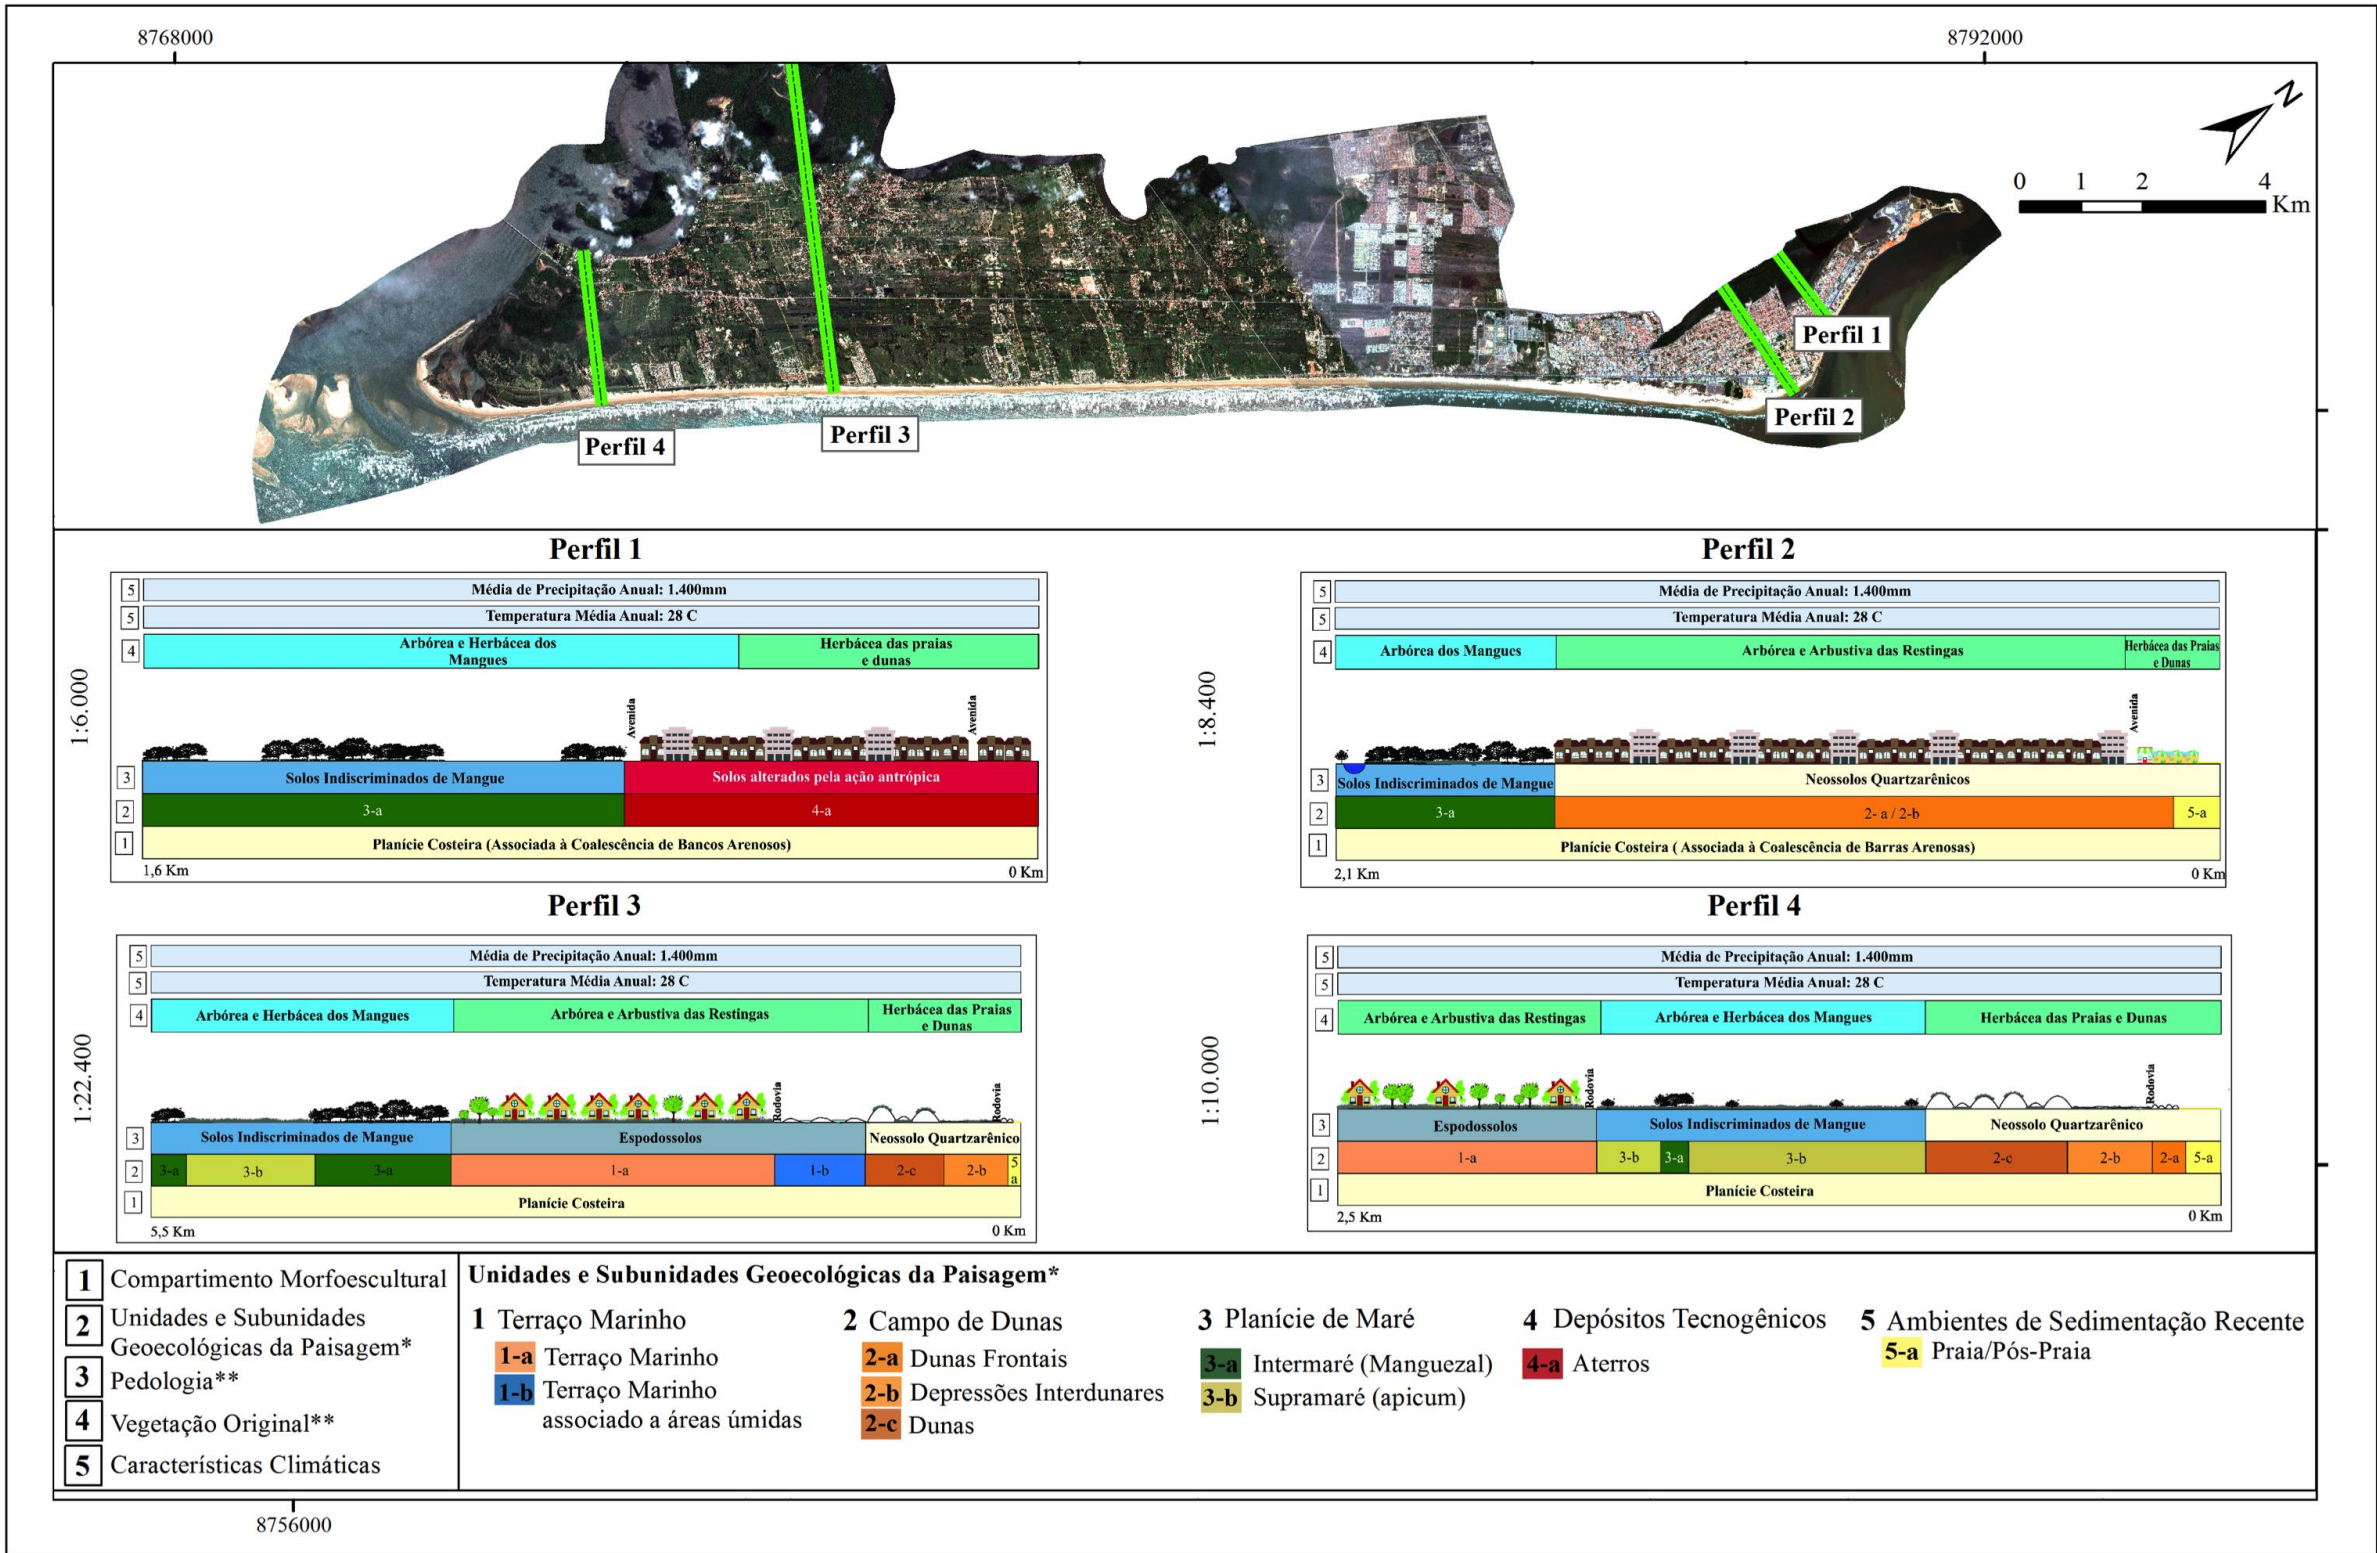 8768000
8792000
N
0 1 2 4
Km
Perfil 1
Perfil 2
Perfil 3
Perfil 4
Perfil 1
5 Média de Precipitação Anual: 1.400mm
5 Temperatura Média Anual: 28 C
4 Arbórea e Herbácea dos
Mangues
Herbácea das praias
e dunas
1:6.000
Avenida
Avenida
3 Solos Indiscriminados de Mangue Solos alterados pela ação antrópica
2 3-a 4-a
1 Planície Costeira (Associada à Coalescência de Bancos Arenosos)
1,6 Km 0 Km
Perfil 2
5 Média de Precipitação Anual: 1.400mm
5 Temperatura Média Anual: 28 C
4 Arbórea dos Mangues Arbórea e Arbustiva das Restingas
Herbácea das Praias
e Dunas
1:8.400
Avenida
3 Solos Indiscriminados de Mangue Neossolos Quartzarênicos
2 3-a 2- a / 2-b 5-a
1 Planície Costeira ( Associada à Coalescência de Barras Arenosas)
2,1 Km 0 Km
Perfil 3
5 Média de Precipitação Anual: 1.400mm
5 Temperatura Média Anual: 28 C
4 Arbórea e Herbácea dos Mangues Arbórea e Arbustiva das Restingas
Herbácea das Praias
e Dunas
1:22.400
Rodovia
Rodovia
3 Solos Indiscriminados de Mangue Espodossolos Neossolo Quartzarênico
2 3-a 3-b 3-a 1-a 1-b 2-c 2-b 5
a
1 Planície Costeira
5,5 Km 0 Km
Perfil 4
5 Média de Precipitação Anual: 1.400mm
5 Temperatura Média Anual: 28 C
4 Arbórea e Arbustiva das Restingas Arbórea e Herbácea dos Mangues Herbácea das Praias e Dunas
1:10.000
Rodovia
Rodovia
3 Espodossolos Solos Indiscriminados de Mangue Neossolo Quartzarênico
2 1-a 3-b 3-a 3-b 2-c 2-b 2-a 5-a
1 Planície Costeira
2,5 Km 0 Km
1 Compartimento Morfoescultural
2 Unidades e Subunidades
Geoecológicas da Paisagem*
3 Pedologia**
4 Vegetação Original**
5 Características Climáticas
Unidades e Subunidades Geoecológicas da Paisagem*
1 Terraço Marinho
1-a Terraço Marinho
1-b Terraço Marinho
associado a áreas úmidas
2 Campo de Dunas
2-a Dunas Frontais
2-b Depressões Interdunares
2-c Dunas
3 Planície de Maré
3-a Intermaré (Manguezal)
3-b Supramaré (apicum)
4 Depósitos Tecnogênicos
4-a Aterros
5 Ambientes de Sedimentação Recente
5-a Praia/Pós-Praia
8756000